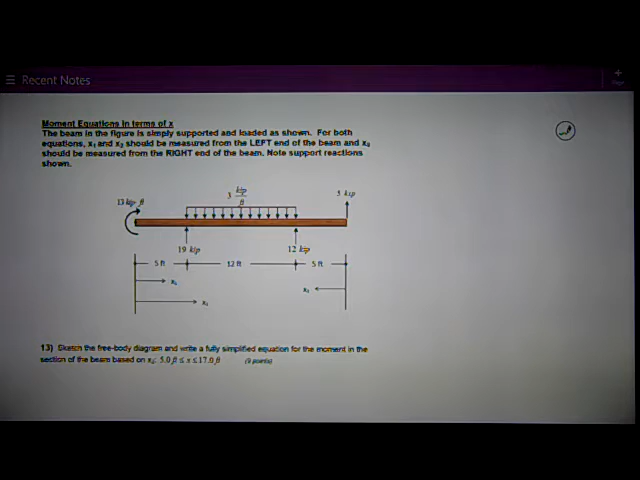 Recent Notes
Moment Equations in terms of x
The beam in the figure is simply supported and loaded as shown. For both
equations, x₁ and x₂ should be measured from the LEFT end of the beam and x₃
should be measured from the RIGHT end of the beam. Note support reactions
shown.
13 kip·ft
3 kip/ft
5 kip
19 kip
12 kip
5 ft
12 ft
5 ft
13) Sketch the free-body diagram and write a fully simplified equation for the moment in the
section of the beam based on x₂: 5.0 ft ≤ x ≤ 17.0 ft (9 points)